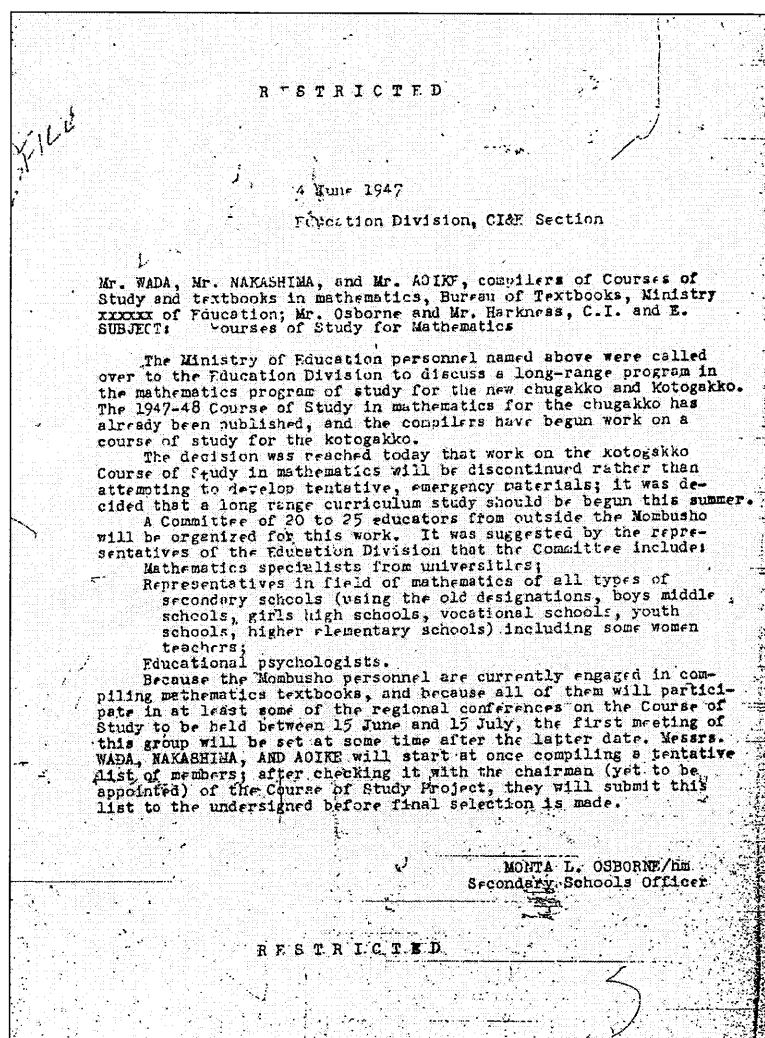 RESTRICTED
FILE
4 June 1947
Education Division, CI&E Section
Mr. WADA, Mr. NAKASHIMA, and Mr. AOIKE, compilers of Courses of
Study and textbooks in mathematics, Bureau of Textbooks, Ministry
xxxxxx of Education; Mr. Osborne and Mr. Harkness, C.I. and E.
SUBJECT: Courses of Study for Mathematics
The Ministry of Education personnel named above were called
over to the Education Division to discuss a long-range program in
the mathematics program of study for the new chugakko and Kotogakko.
The 1947-48 Course of Study in mathematics for the chugakko has
already been published, and the compilers have begun work on a
course of study for the kotogakko.
The decision was reached today that work on the kotogakko
Course of Study in mathematics will be discontinued rather than
attempting to develop tentative, emergency materials; it was de-
cided that a long range curriculum study should be begun this summer.
A Committee of 20 to 25 educators from outside the Mombusho
will be organized for this work. It was suggested by the repre-
sentatives of the Education Division that the Committee include:
Mathematics specialists from universities;
Representatives in field of mathematics of all types of
secondary schools (using the old designations, boys middle
schools, girls high schools, vocational schools, youth
schools, higher elementary schools) including some women
teachers;
Educational psychologists.
Because the Mombusho personnel are currently engaged in com-
piling mathematics textbooks, and because all of them will partici-
pate in at least some of the regional conferences on the Course of
Study to be held between 15 June and 15 July, the first meeting of
this group will be set at some time after the latter date. Messrs.
WADA, NAKASHIMA, AND AOIKE will start at once compiling a tentative
list of members; after checking it with the chairman (yet to be
appointed) of the Course of Study Project, they will submit this
list to the undersigned before final selection is made.
MONTA L. OSBORNE/hm
Secondary Schools Officer
RESTRICTED